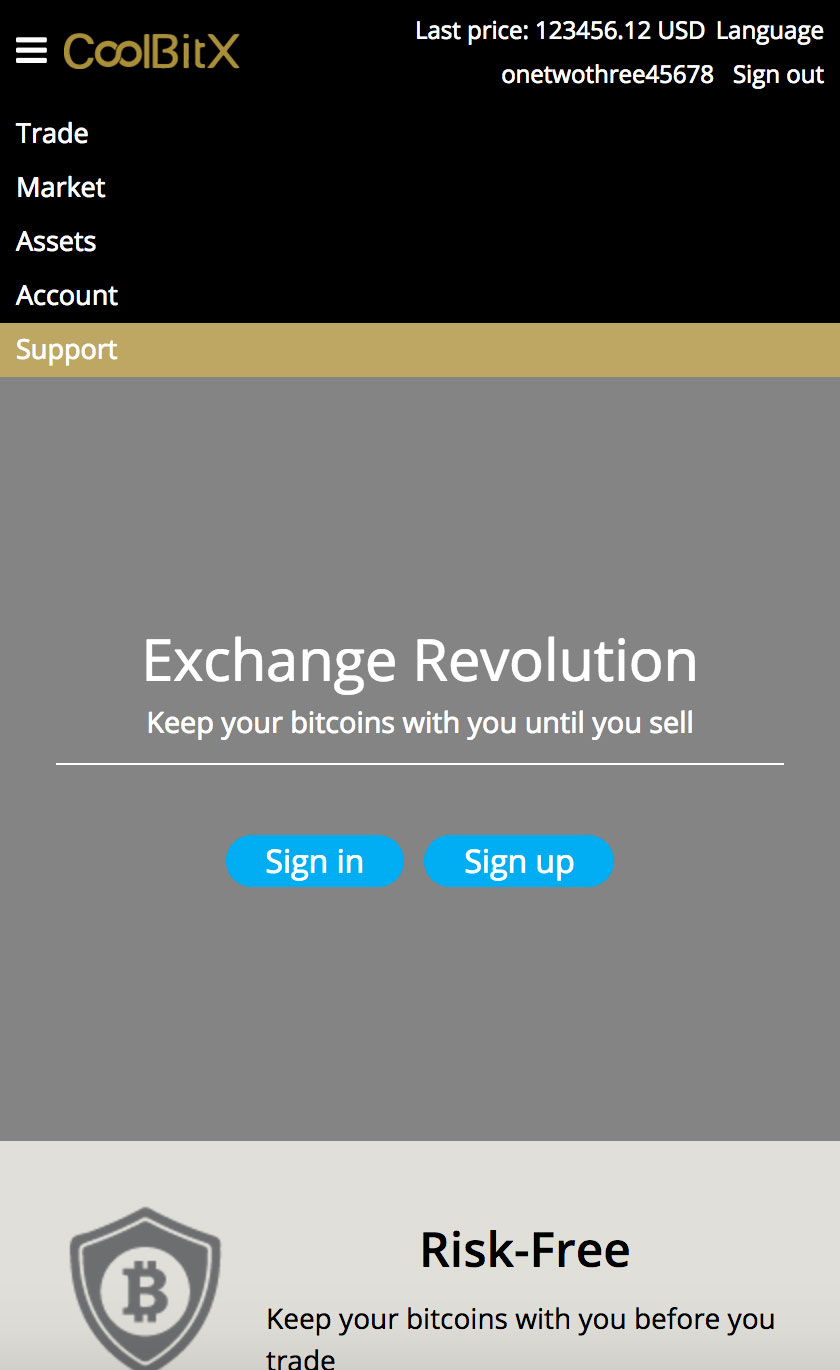 CoolBitX
Last price: 123456.12 USD Language
onetwothree45678 Sign out
Trade
Market
Assets
Account
Support
Exchange Revolution
Keep your bitcoins with you until you sell
Sign in Sign up
Risk-Free
Keep your bitcoins with you before you
trade